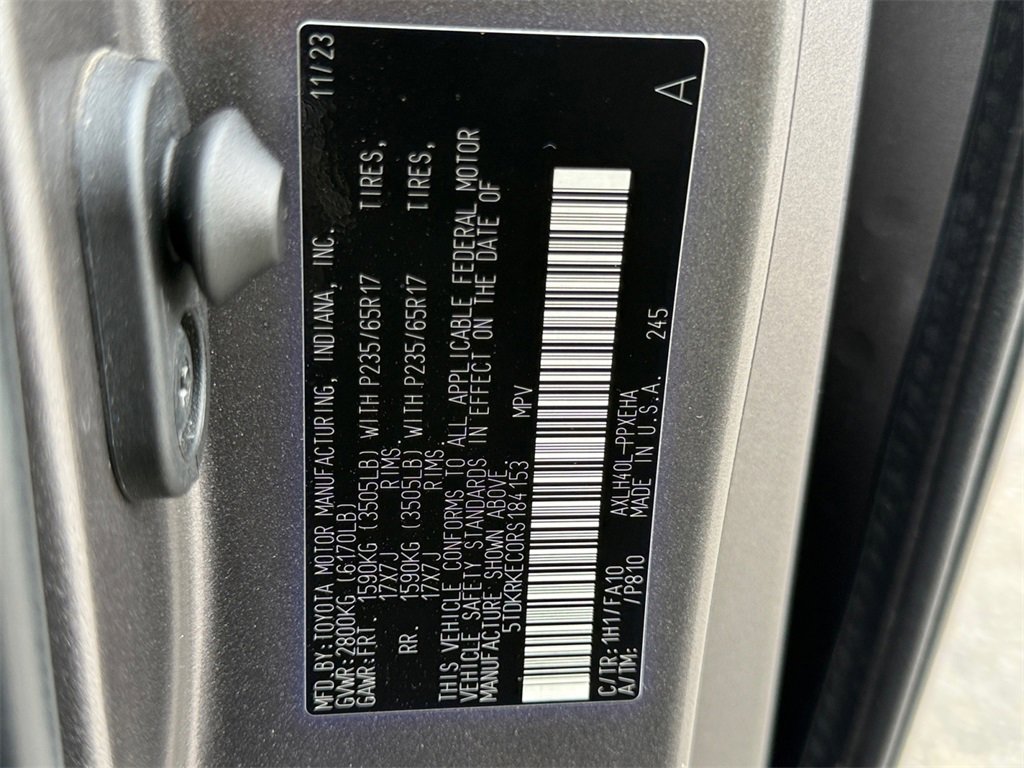 MFD.BY:TOYOTA MOTOR MANUFACTURING, INDIANA, INC. 11/23
GVWR:2800KG (6170LB)
GAWR:FRT. 1590KG (3505LB) WITH P235/65R17 TIRES,
17X7J RIMS.
RR. 1590KG (3505LB) WITH P235/65R17 TIRES,
17X7J RIMS.
THIS VEHICLE CONFORMS TO ALL APPLICABLE FEDERAL MOTOR
VEHICLE SAFETY STANDARDS IN EFFECT ON THE DATE OF
MANUFACTURE SHOWN ABOVE.
5TDKRKEC0RS184153 MPV
C/TR: 1H1/FA10 AXLH40L-PPXEHA
A/TM: /P810 MADE IN U.S.A. 245
A